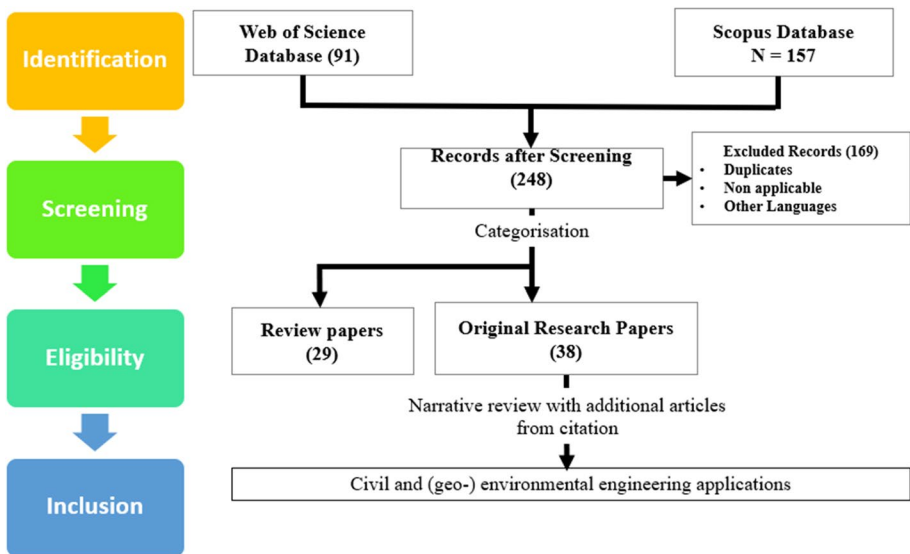 Identification
Screening
Eligibility
Inclusion
Web of Science
Database (91)
Scopus Database
N = 157
Records after Screening
(248)
Excluded Records (169)
• Duplicates
• Non applicable
• Other Languages
Categorisation
Review papers
(29)
Original Research Papers
(38)
Narrative review with additional articles
from citation
Civil and (geo-) environmental engineering applications